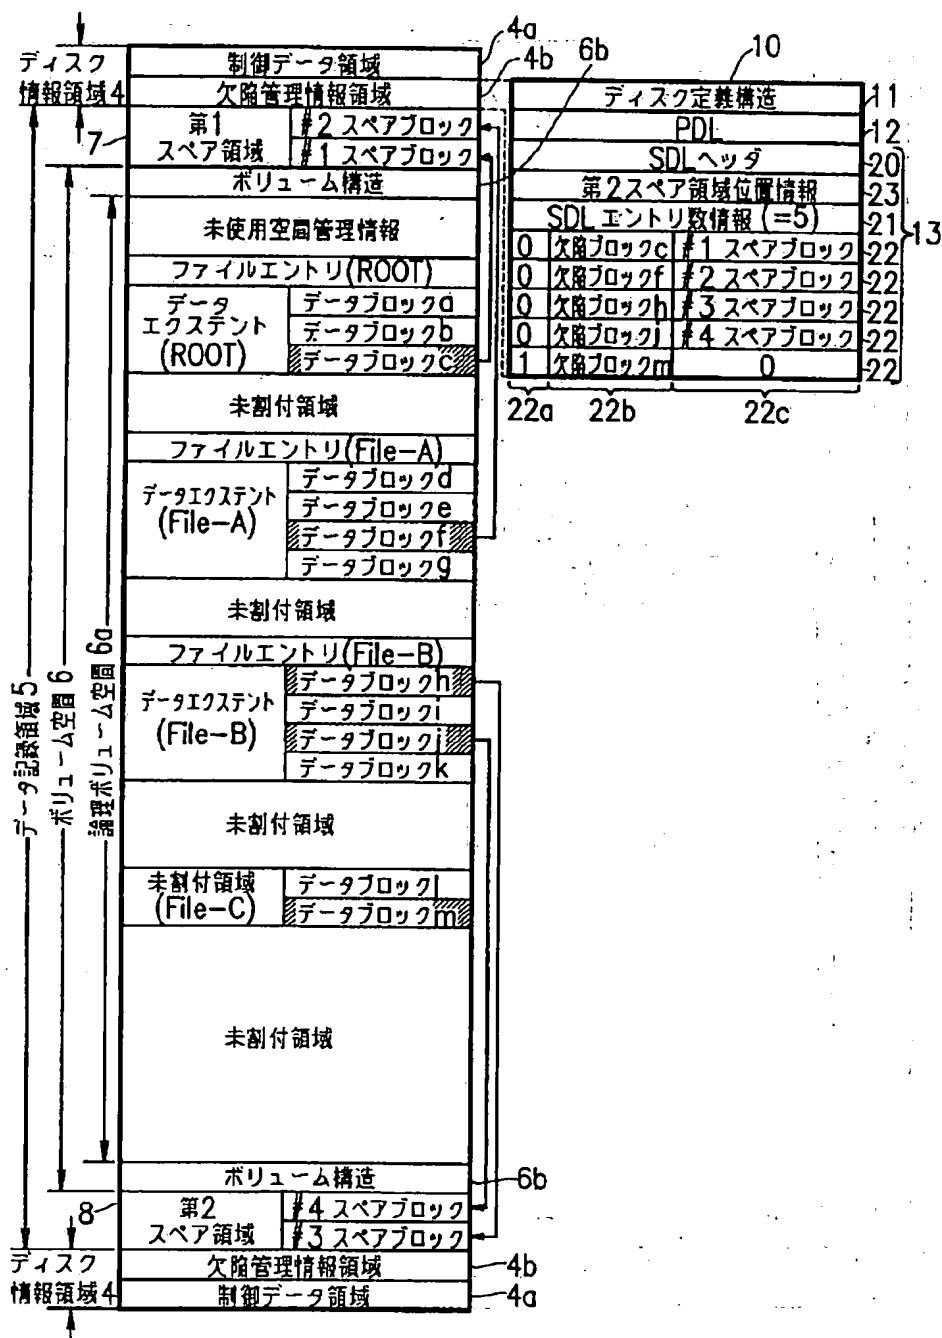 4a
ディスク
情報領域4
制御データ領域
4b
欠陥管理情報領域
6b
7
第1
スペア領域
#2 スペアブロック
#1 スペアブロック
ボリューム構造
未使用空間管理情報
ファイルエントリ(ROOT)
データ
エクステント
(ROOT)
データブロックa
データブロックb
データブロックc
未割付領域
ファイルエントリ(File-A)
データエクステント
(File-A)
データブロックd
データブロックe
データブロックf
データブロックg
未割付領域
ファイルエントリ(File-B)
データエクステント
(File-B)
データブロックh
データブロックi
データブロックj
データブロックk
未割付領域
未割付領域
(File-C)
データブロックl
データブロックm
未割付領域
ボリューム構造
6b
8
第2
スペア領域
#4 スペアブロック
#3 スペアブロック
ディスク
情報領域4
欠陥管理情報領域
4b
制御データ領域
4a
データ記録領域5
ボリューム空間6
論理ボリューム空間6a
10
ディスク定義構造
11
PDL
12
SDLヘッダ
20
第2スペア領域位置情報
23
SDLエントリ数情報(=5)
21
13
0 欠陥ブロックc #1 スペアブロック 22
0 欠陥ブロックf #2 スペアブロック 22
0 欠陥ブロックh #3 スペアブロック 22
0 欠陥ブロックj #4 スペアブロック 22
1 欠陥ブロックm 0 22
22a 22b 22c